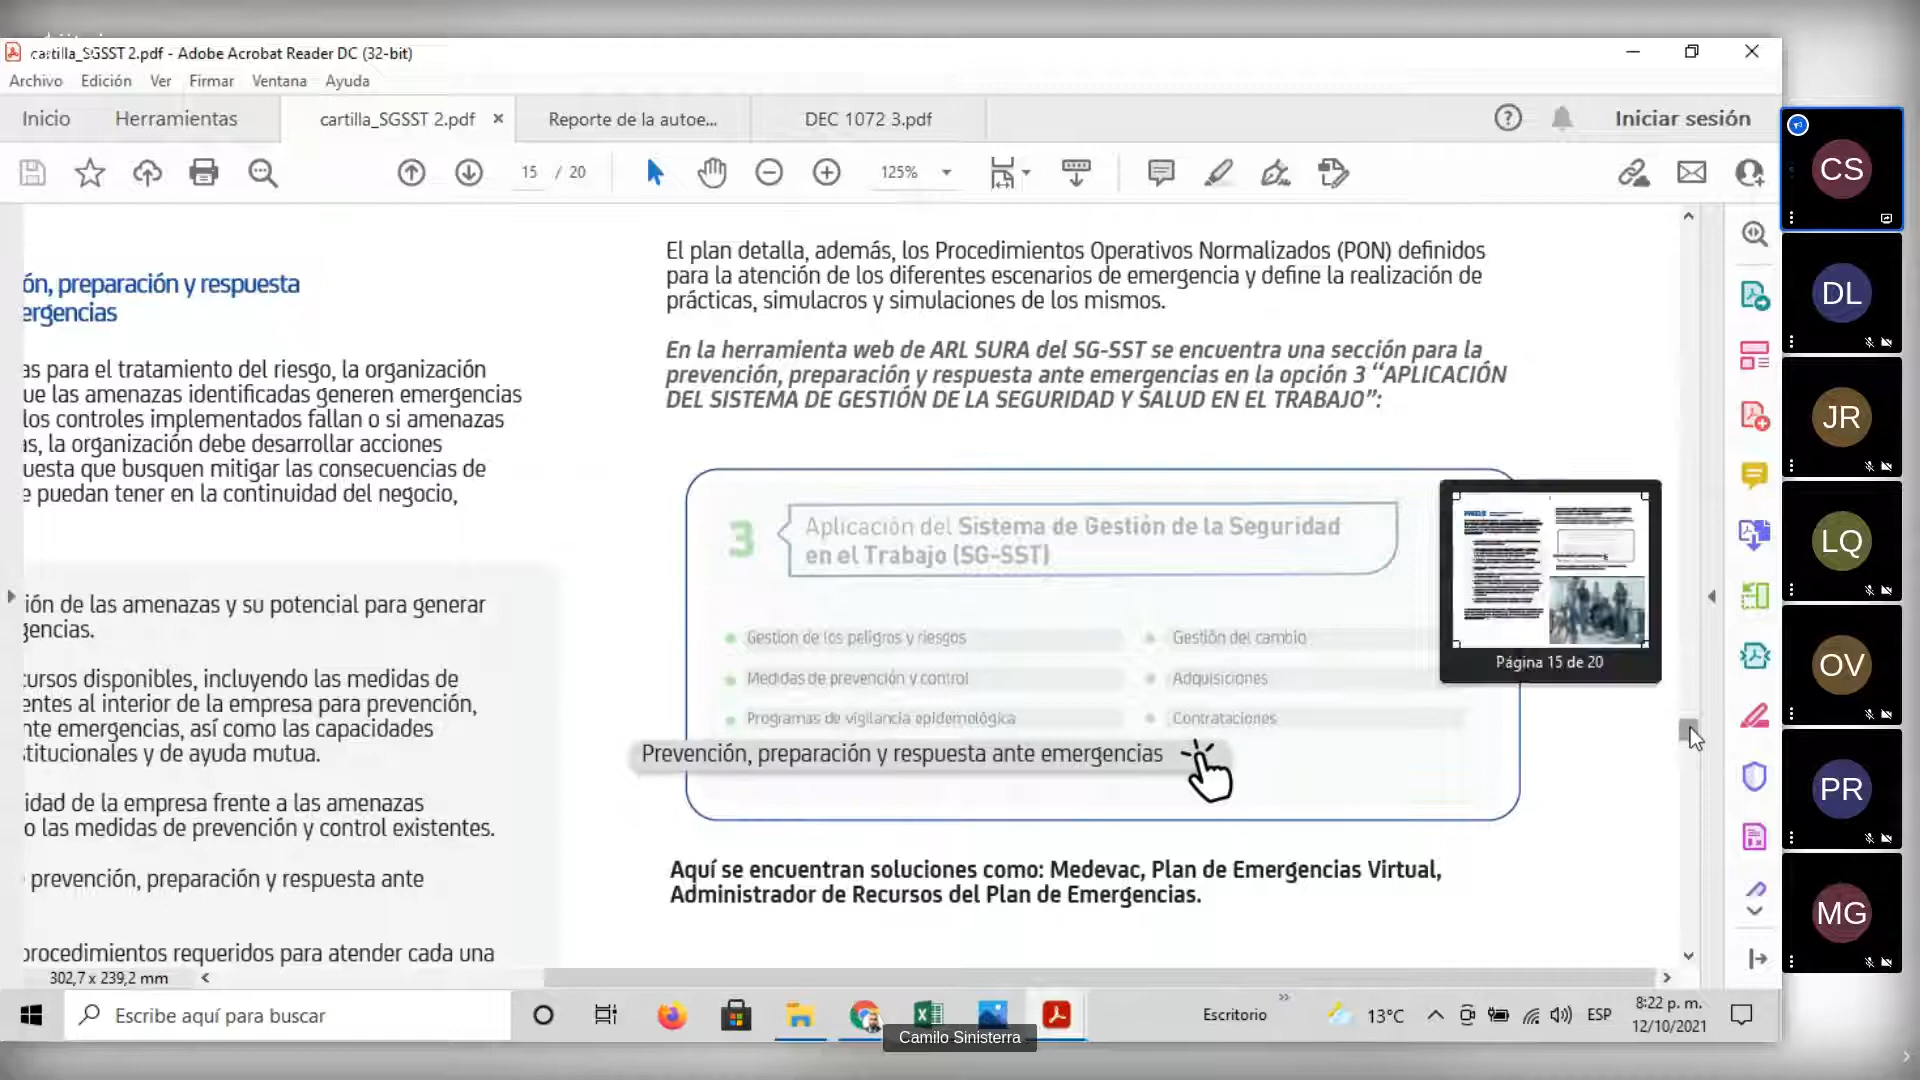 cartilla_SGSST 2.pdf - Adobe Acrobat Reader DC (32-bit)
Archivo Edición Ver Firmar Ventana Ayuda
Inicio Herramientas cartilla_SGSST 2.pdf Reporte de la autoe... DEC 1072 3.pdf Iniciar sesión
15 / 20 125%
ón, preparación y respuesta
ergencias
as para el tratamiento del riesgo, la organización
ue las amenazas identificadas generen emergencias
los controles implementados fallan o si amenazas
as, la organización debe desarrollar acciones
uesta que busquen mitigar las consecuencias de
e puedan tener en la continuidad del negocio,
ión de las amenazas y su potencial para generar
gencias.
cursos disponibles, incluyendo las medidas de
entes al interior de la empresa para prevención,
nte emergencias, así como las capacidades
stitucionales y de ayuda mutua.
idad de la empresa frente a las amenazas
o las medidas de prevención y control existentes.
prevención, preparación y respuesta ante
procedimientos requeridos para atender cada una
302,7 x 239,2 mm
El plan detalla, además, los Procedimientos Operativos Normalizados (PON) definidos
para la atención de los diferentes escenarios de emergencia y define la realización de
prácticas, simulacros y simulaciones de los mismos.
En la herramienta web de ARL SURA del SG-SST se encuentra una sección para la
prevención, preparación y respuesta ante emergencias en la opción 3 “APLICACIÓN
DEL SISTEMA DE GESTIÓN DE LA SEGURIDAD Y SALUD EN EL TRABAJO”:
3
Aplicación del Sistema de Gestión de la Seguridad
en el Trabajo (SG-SST)
Gestion de los peligros y riesgos
Medidas de prevención y control
Programas de vigilancia epidemológica
Gestión del cambio
Adquisiciones
Contrataciones
Prevención, preparación y respuesta ante emergencias
Página 15 de 20
Aquí se encuentran soluciones como: Medevac, Plan de Emergencias Virtual,
Administrador de Recursos del Plan de Emergencias.
CS
DL
JR
LQ
OV
PR
MG
Escribe aquí para buscar
Escritorio
13°C
ESP
8:22 p. m.
12/10/2021
Camilo Sinisterra